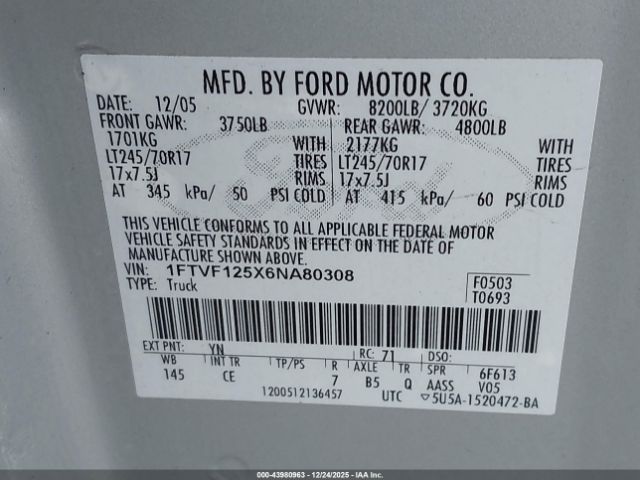 MFD. BY FORD MOTOR CO.
DATE: 12/05 GVWR: 8200LB/ 3720KG
FRONT GAWR: 3750LB REAR GAWR: 4800LB
1701KG WITH 2177KG WITH
LT245/70R17 TIRES LT245/70R17 TIRES
17x7.5J RIMS 17x7.5J RIMS
AT 345 kPa/ 50 PSI COLD AT 415 kPa/ 60 PSI COLD
THIS VEHICLE CONFORMS TO ALL APPLICABLE FEDERAL MOTOR
VEHICLE SAFETY STANDARDS IN EFFECT ON THE DATE OF
MANUFACTURE SHOWN ABOVE.
VIN: 1FTVF125X6NA80308 F0503
TYPE: Truck T0693
EXT PNT: YN RC: 71 DSO:
WB INT TR TP/PS R AXLE TR SPR 6F613
145 CE 7 B5 Q AASS V05
1200512136457 UTC ▽5U5A-1520472-BA
Ford
000-43980963 - 12/24/2025 - IAA Inc.